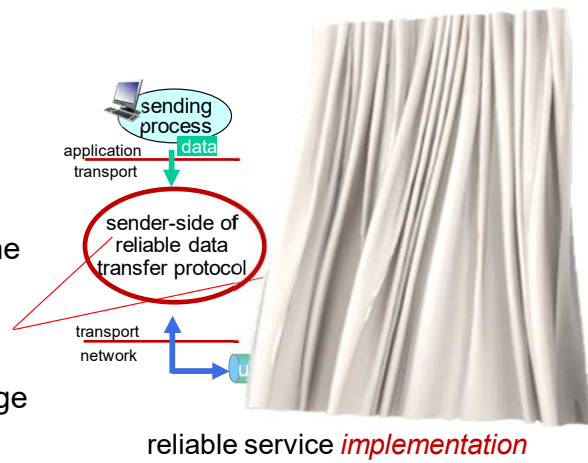 sending
process
data
application
transport
sender-side of
reliable data
transfer protocol
transport
network
reliable service implementation